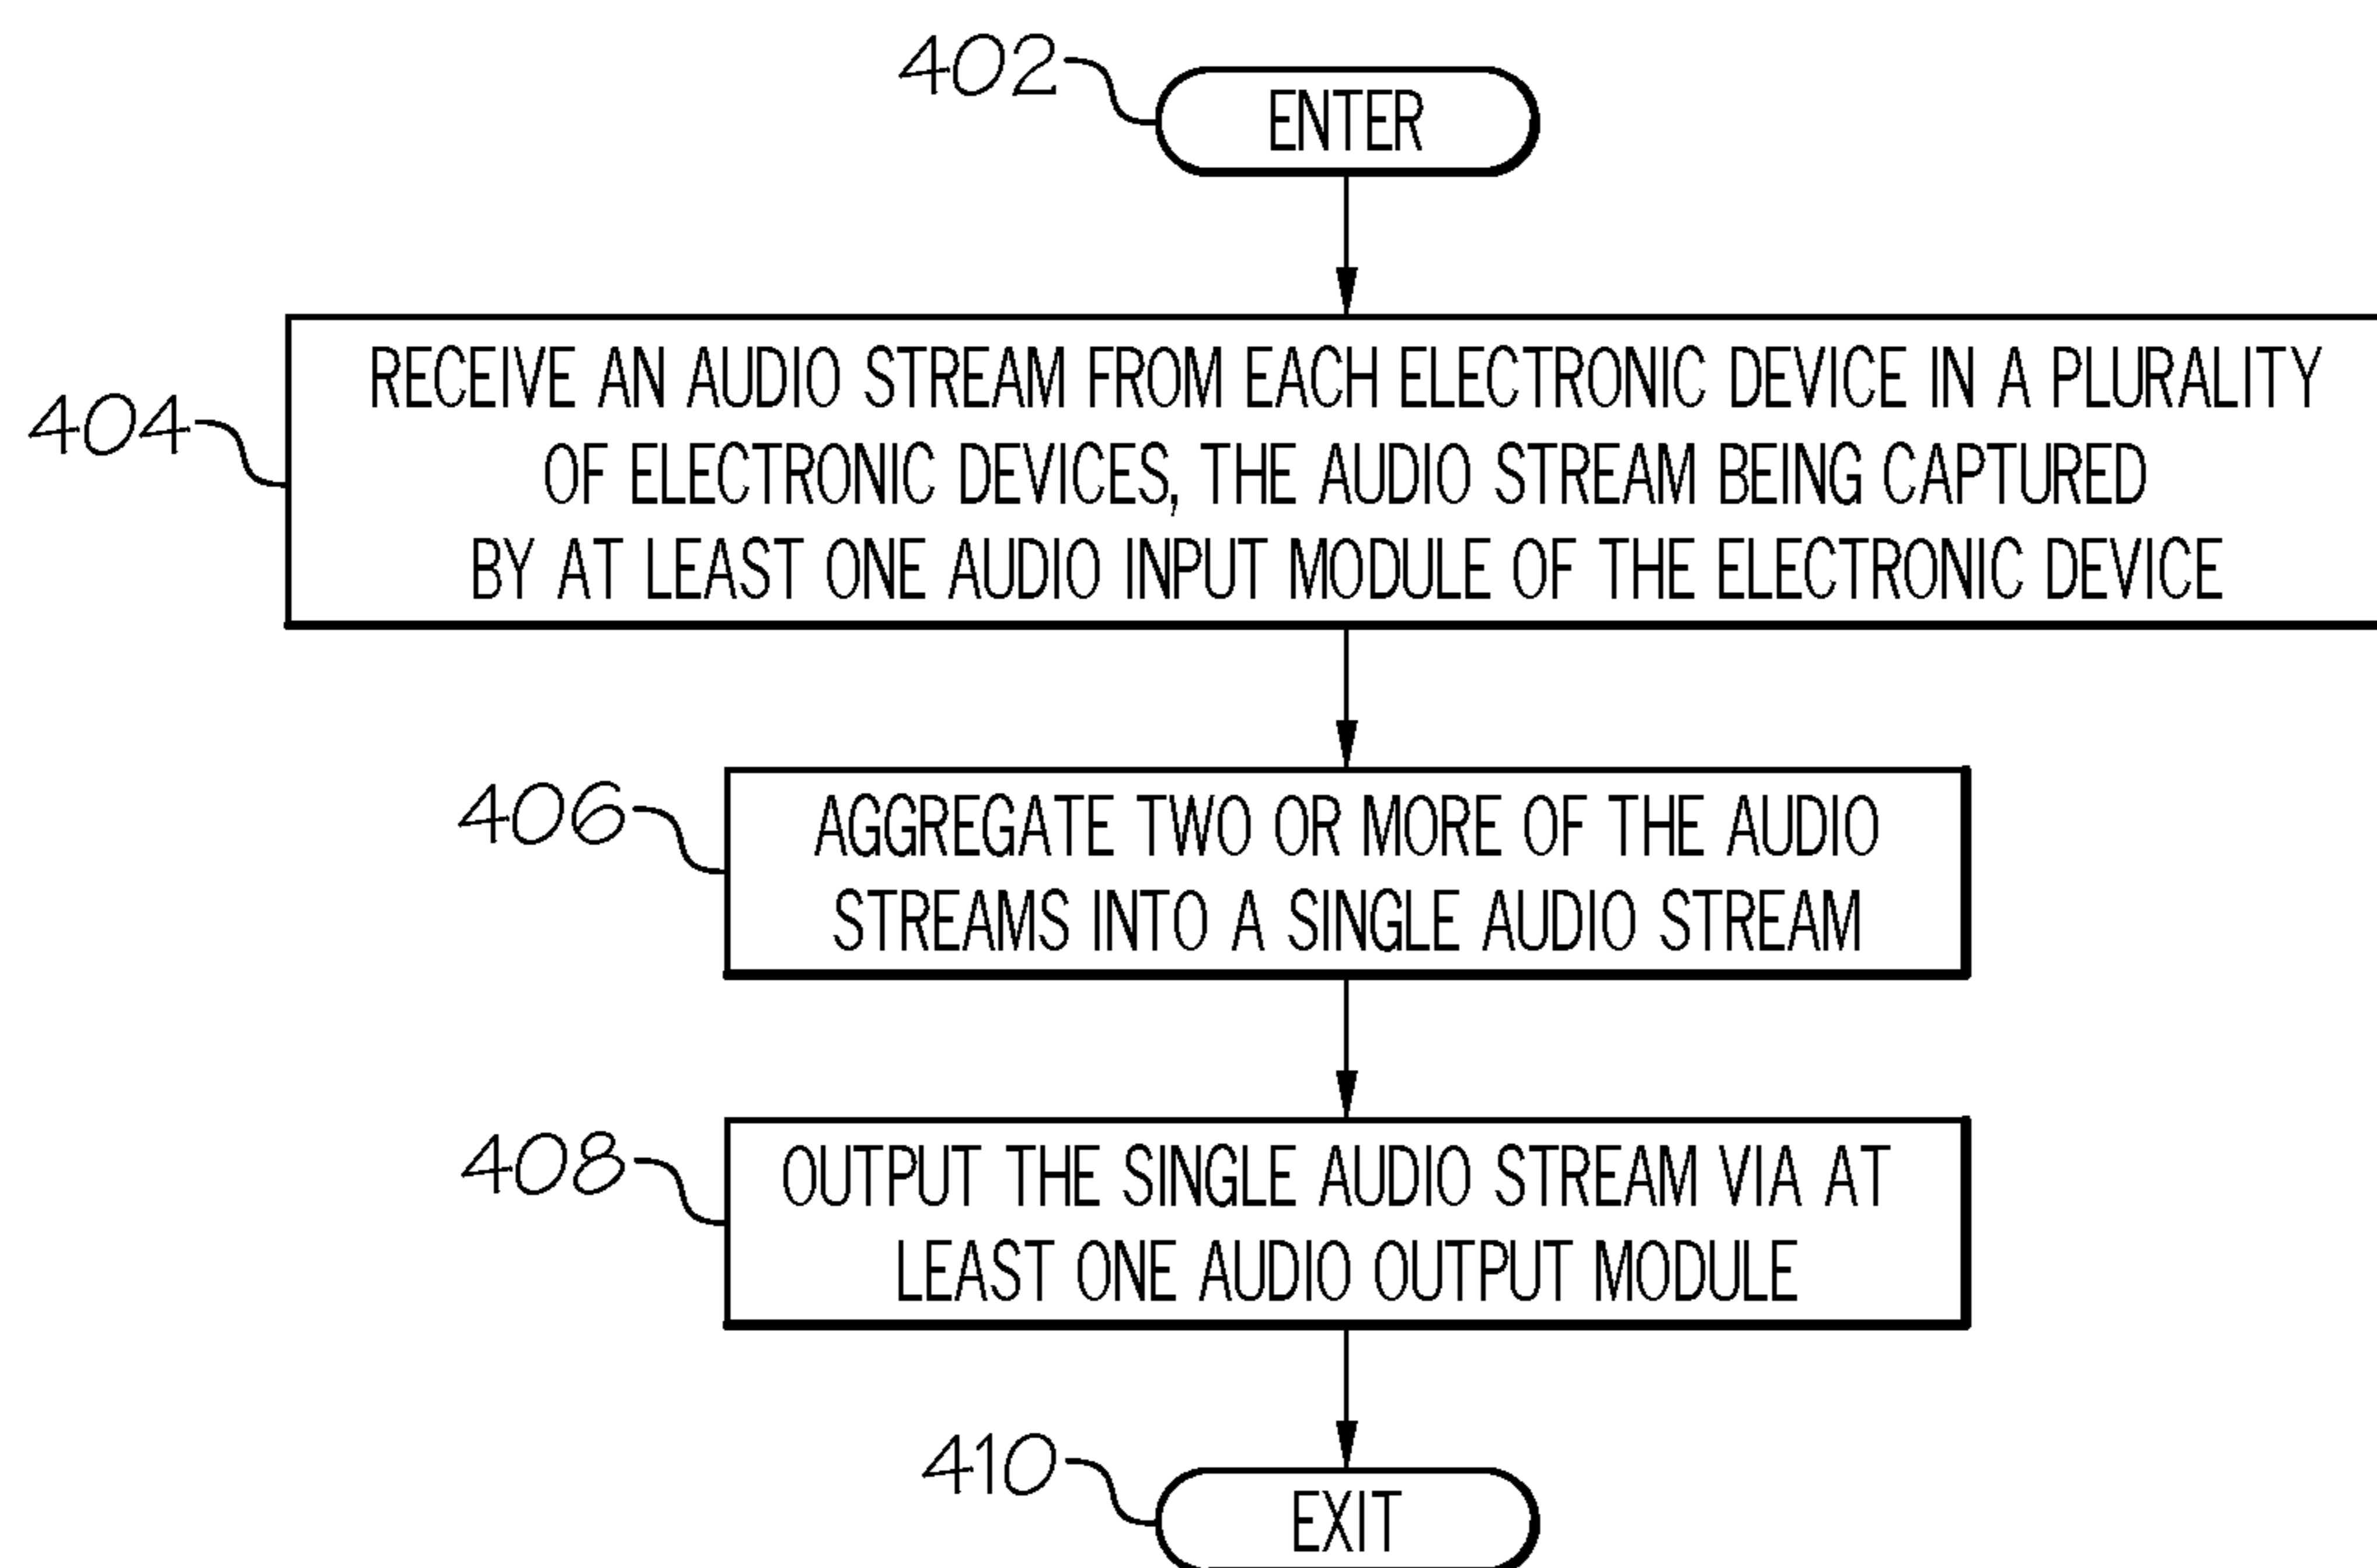 402
ENTER
404
RECEIVE AN AUDIO STREAM FROM EACH ELECTRONIC DEVICE IN A PLURALITY
OF ELECTRONIC DEVICES, THE AUDIO STREAM BEING CAPTURED
BY AT LEAST ONE AUDIO INPUT MODULE OF THE ELECTRONIC DEVICE
406
AGGREGATE TWO OR MORE OF THE AUDIO
STREAMS INTO A SINGLE AUDIO STREAM
408
OUTPUT THE SINGLE AUDIO STREAM VIA AT
LEAST ONE AUDIO OUTPUT MODULE
410
EXIT